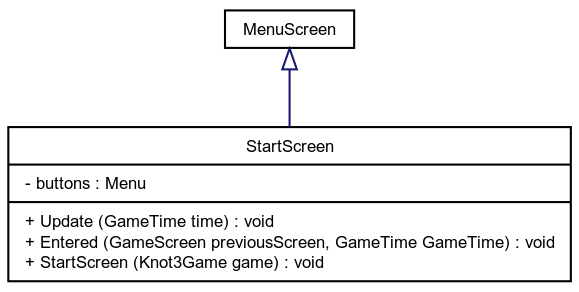 MenuScreen
StartScreen
- buttons : Menu
+ Update (GameTime time) : void
+ Entered (GameScreen previousScreen, GameTime GameTime) : void
+ StartScreen (Knot3Game game) : void